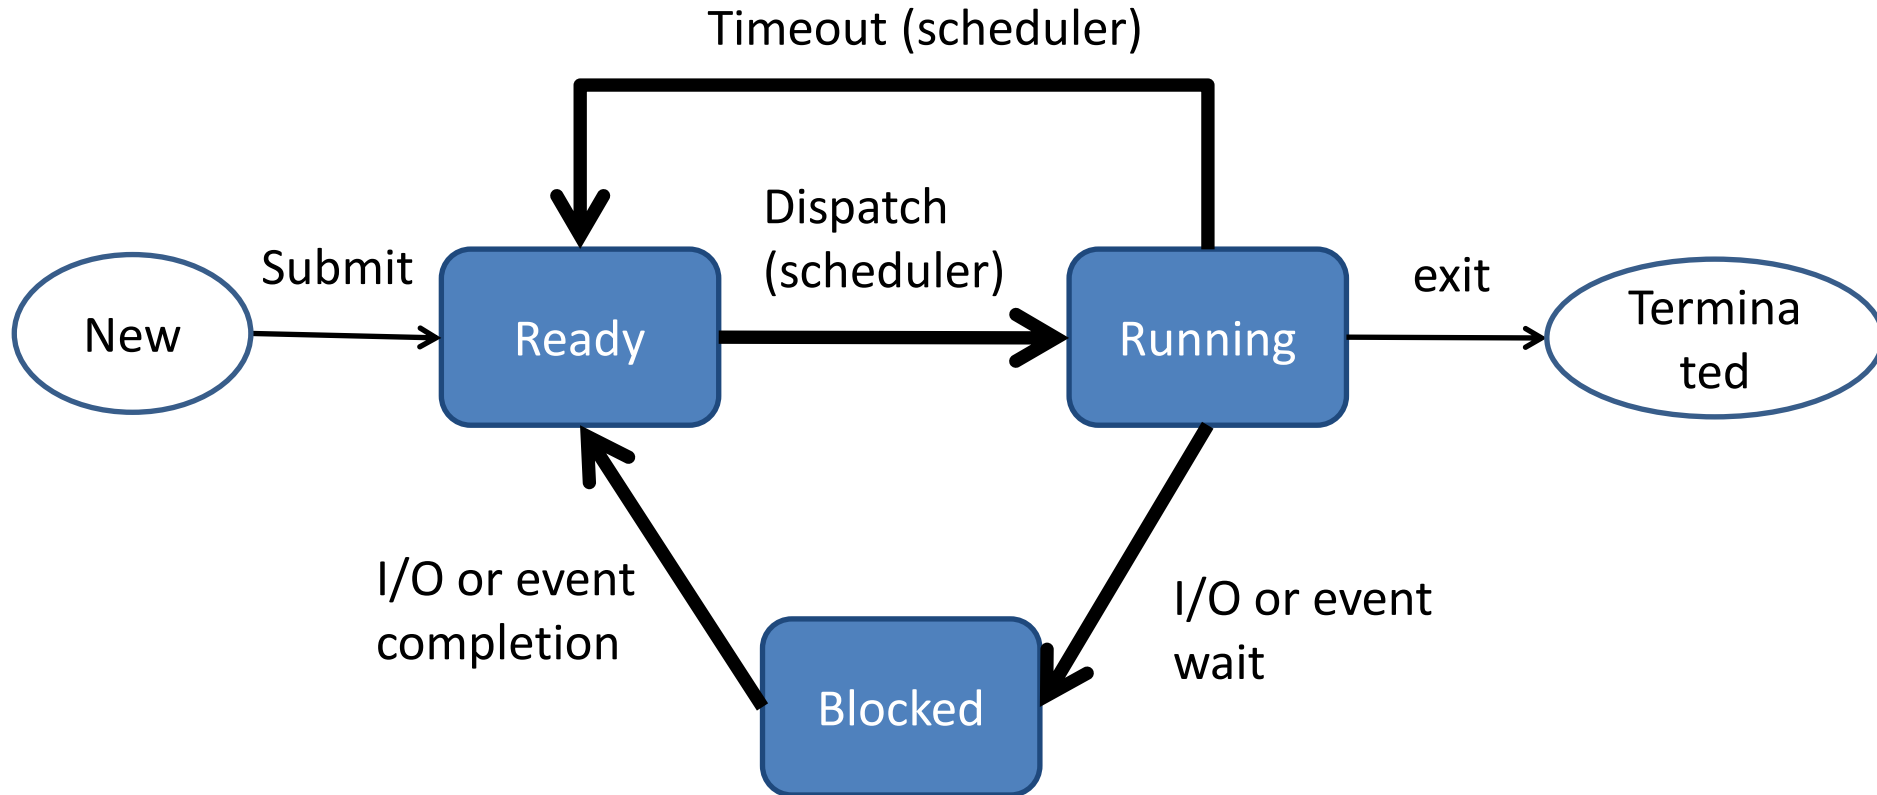 Timeout (scheduler)
Dispatch
(scheduler)
Submit
exit
New
Ready
Running
Termina
ted
I/O or event
completion
I/O or event
wait
Blocked